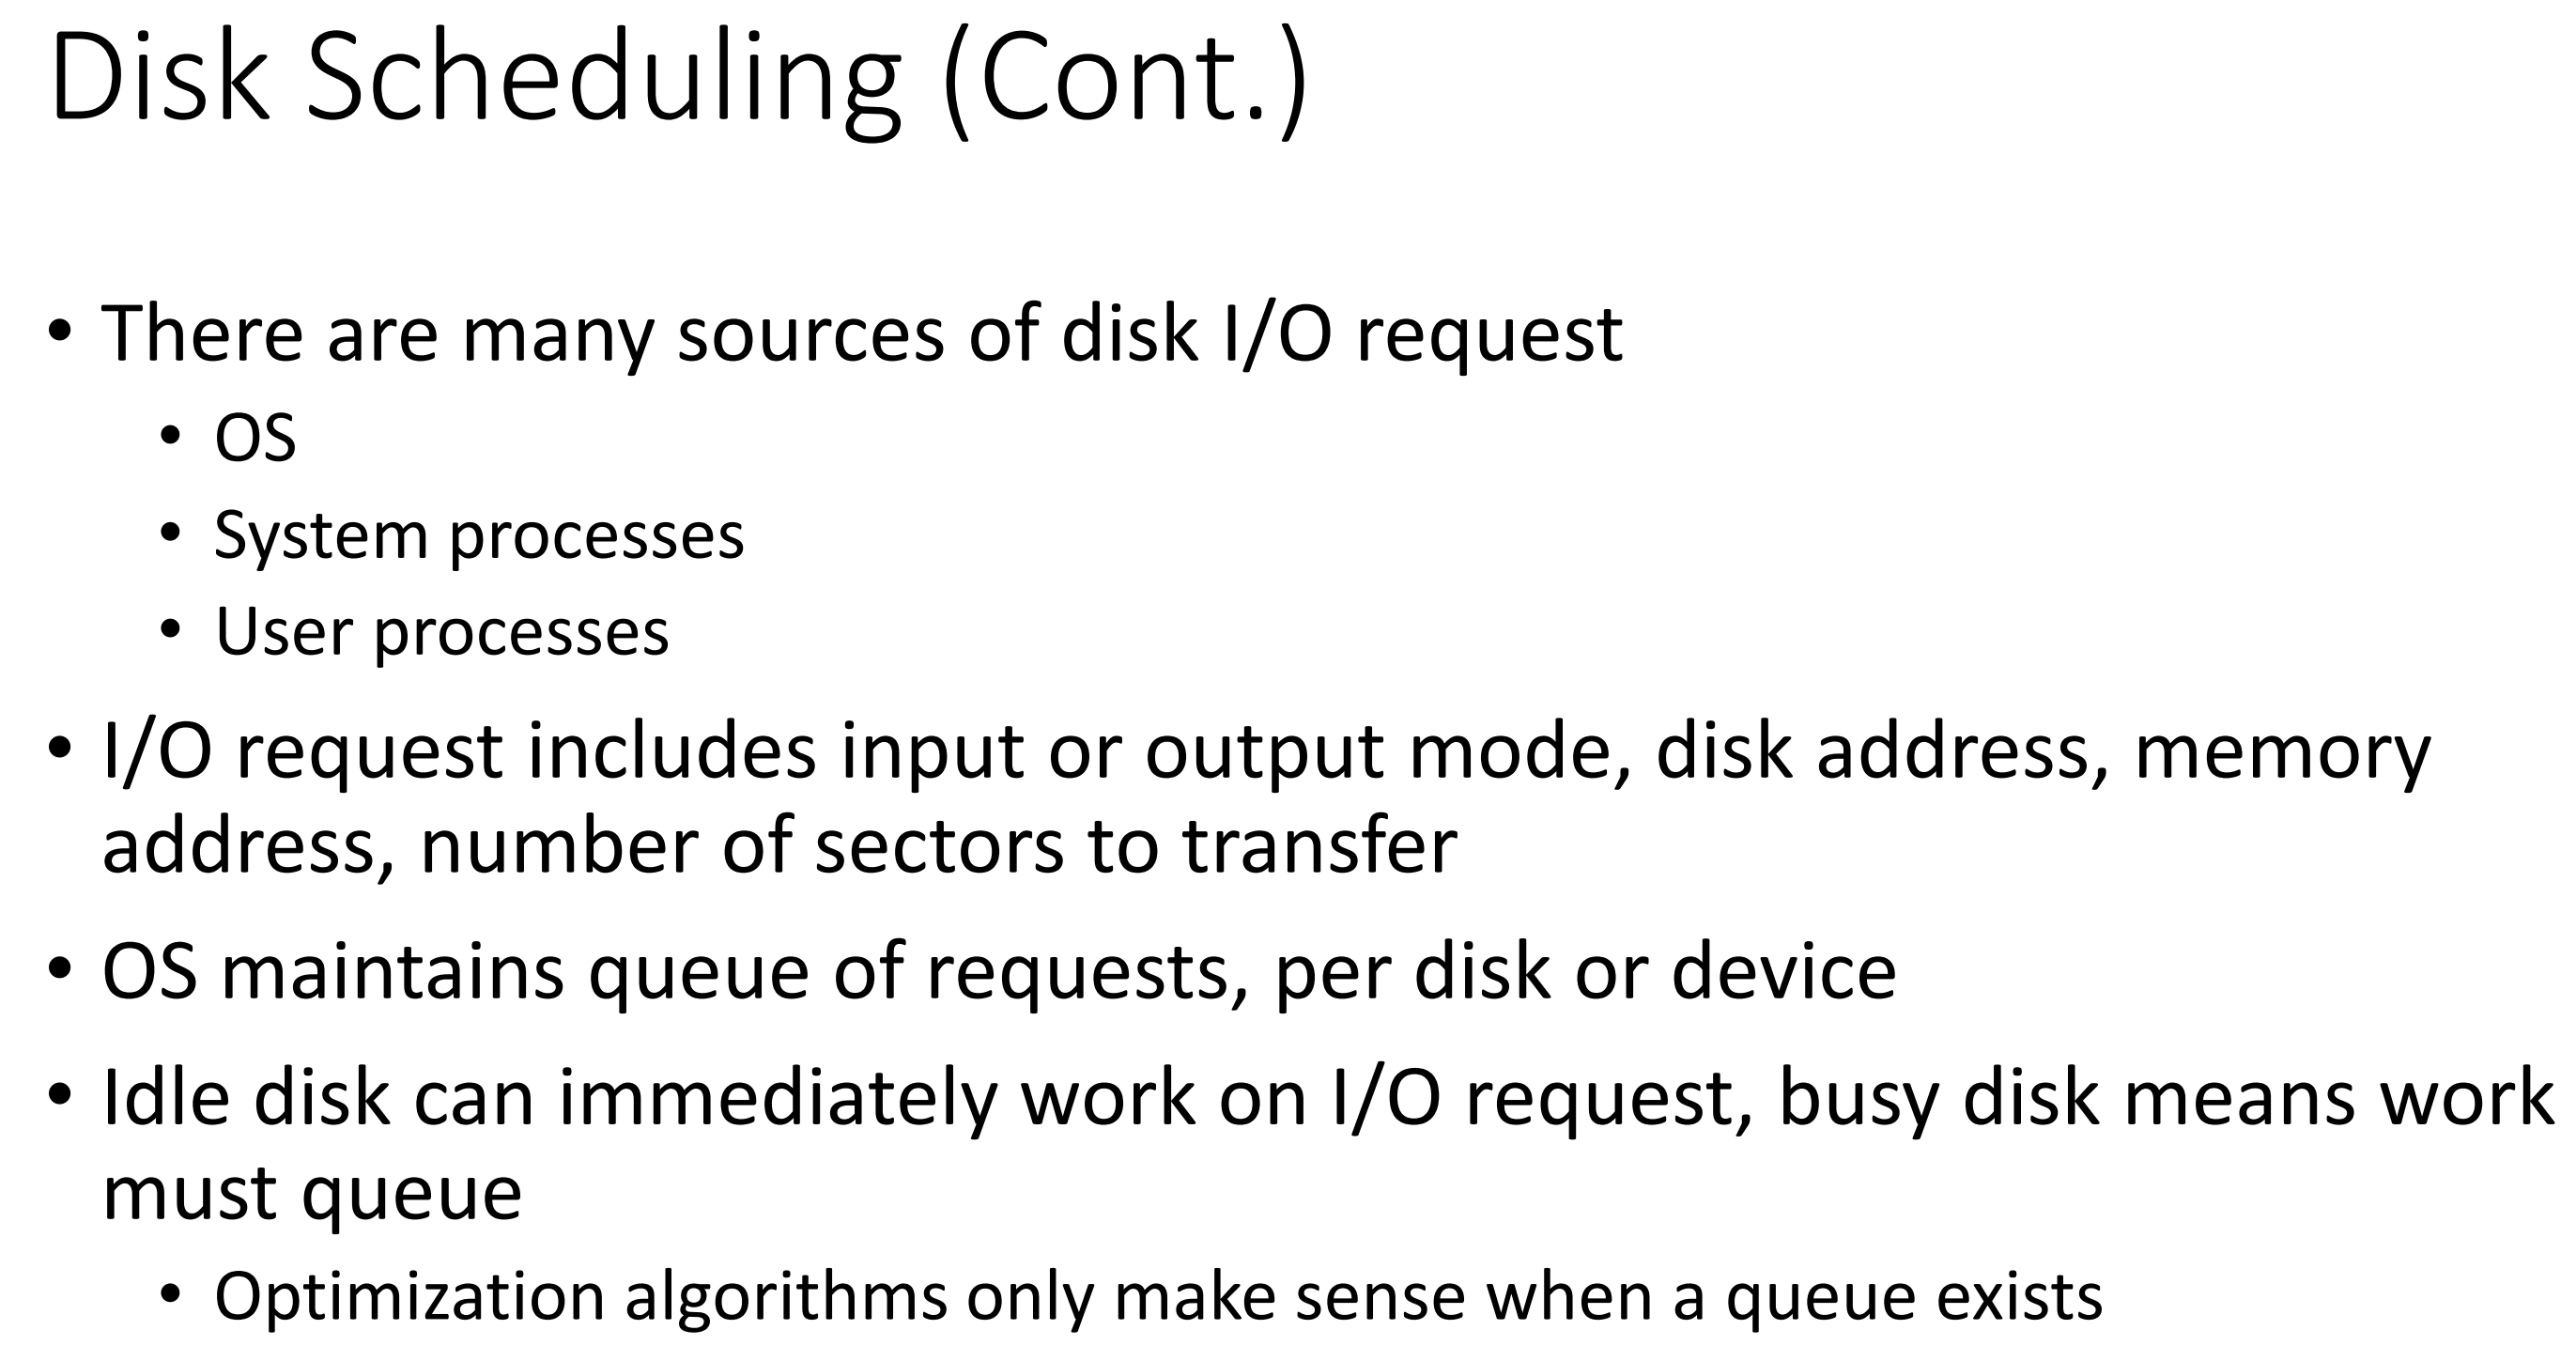 Disk Scheduling (Cont.)
• There are many sources of disk I/O request
• OS
• System processes
• User processes
• I/O request includes input or output mode, disk address, memory
address, number of sectors to transfer
• OS maintains queue of requests, per disk or device
• Idle disk can immediately work on I/O request, busy disk means work
must queue
• Optimization algorithms only make sense when a queue exists